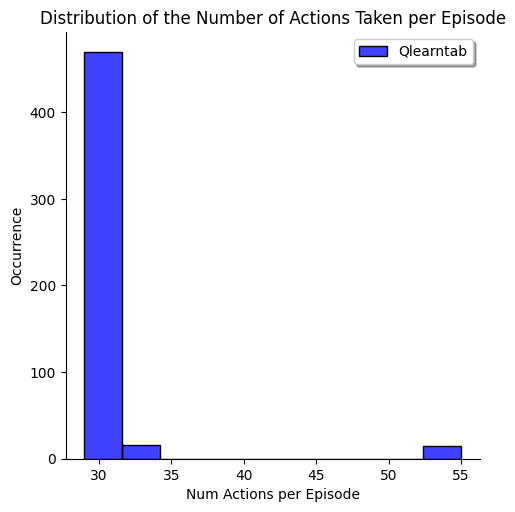 Distribution of the Number of Actions Taken per Episode
Qlearntab
Occurrence
400
300
200
100
0
30 35 40 45 50 55
Num Actions per Episode